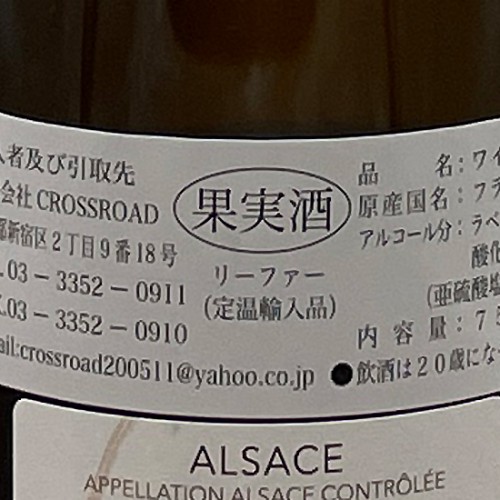 入者及び引取先
会社 CROSSROAD
新宿区2丁目9番18号
03-3352-0911
03-3352-0910
ail:crossroad200511@yahoo.co.jp
果実酒
リーファー
(定温輸入品)
品 名:ワイ
原産国名:フラ
アルコール分:ラベ
酸化
(亜硫酸塩
内 容 量:75
●飲酒は20歳になっ
ALSACE
APPELLATION ALSACE CONTRÔLÉE